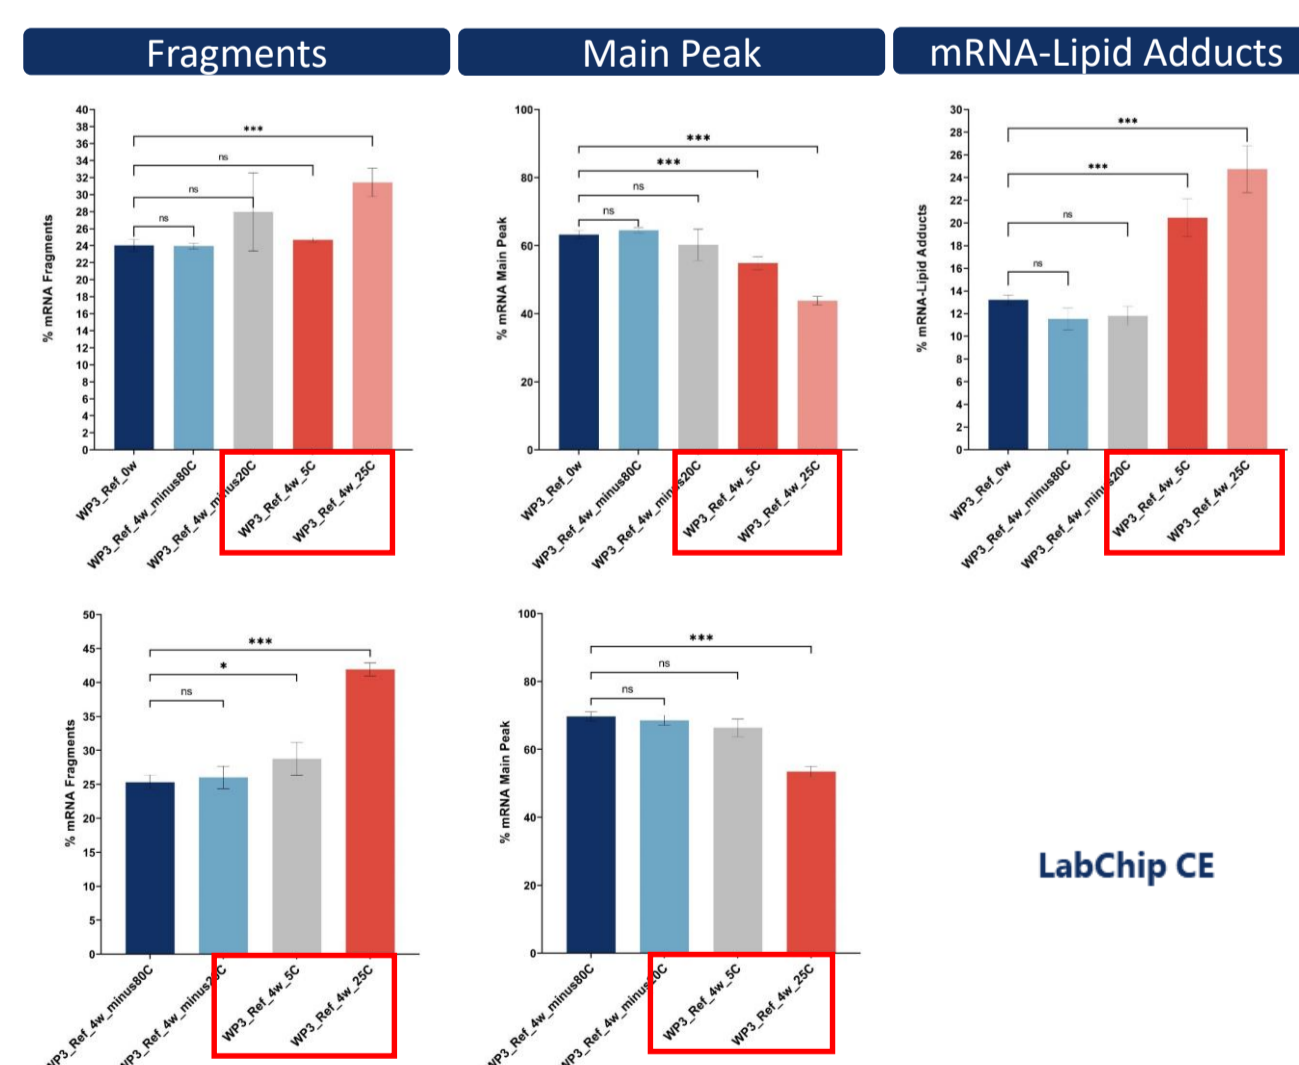 Fragments
Main Peak
mRNA-Lipid Adducts
% mRNA Fragments
40
38
36
34
32
30
28
26
24
22
20
18
16
14
12
10
8
6
4
2
0
***
ns
ns
ns
WP3_Ref_0w
WP3_Ref_4w_minus80C
WP3_Ref_4w_minus20C
WP3_Ref_4w_5C
WP3_Ref_4w_25C
% mRNA Main Peak
100
80
60
40
20
0
***
***
ns
ns
WP3_Ref_0w
WP3_Ref_4w_minus80C
WP3_Ref_4w_minus20C
WP3_Ref_4w_5C
WP3_Ref_4w_25C
% mRNA-Lipid Adducts
30
28
26
24
22
20
18
16
14
12
10
8
6
4
2
0
***
***
ns
ns
WP3_Ref_0w
WP3_Ref_4w_minus80C
WP3_Ref_4w_minus20C
WP3_Ref_4w_5C
WP3_Ref_4w_25C
% mRNA Fragments
50
45
40
35
30
25
20
15
10
5
0
***
*
ns
WP3_Ref_4w_minus80C
WP3_Ref_4w_minus20C
WP3_Ref_4w_5C
WP3_Ref_4w_25C
% mRNA Main Peak
100
80
60
40
20
0
***
ns
ns
WP3_Ref_4w_minus80C
WP3_Ref_4w_minus20C
WP3_Ref_4w_5C
WP3_Ref_4w_25C
LabChip CE